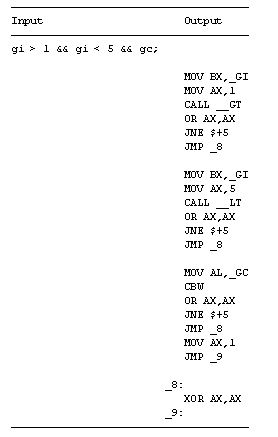 Input Output
gi > 1 && gi < 5 && gc;
MOV BX,_GI
MOV AX,1
CALL __GT
OR AX,AX
JNE $+5
JMP _8
MOV BX,_GI
MOV AX,5
CALL __LT
OR AX,AX
JNE $+5
JMP _8
MOV AL,_GC
CBW
OR AX,AX
JNE $+5
JMP _8
MOV AX,1
JMP _9
_8:
XOR AX,AX
_9: